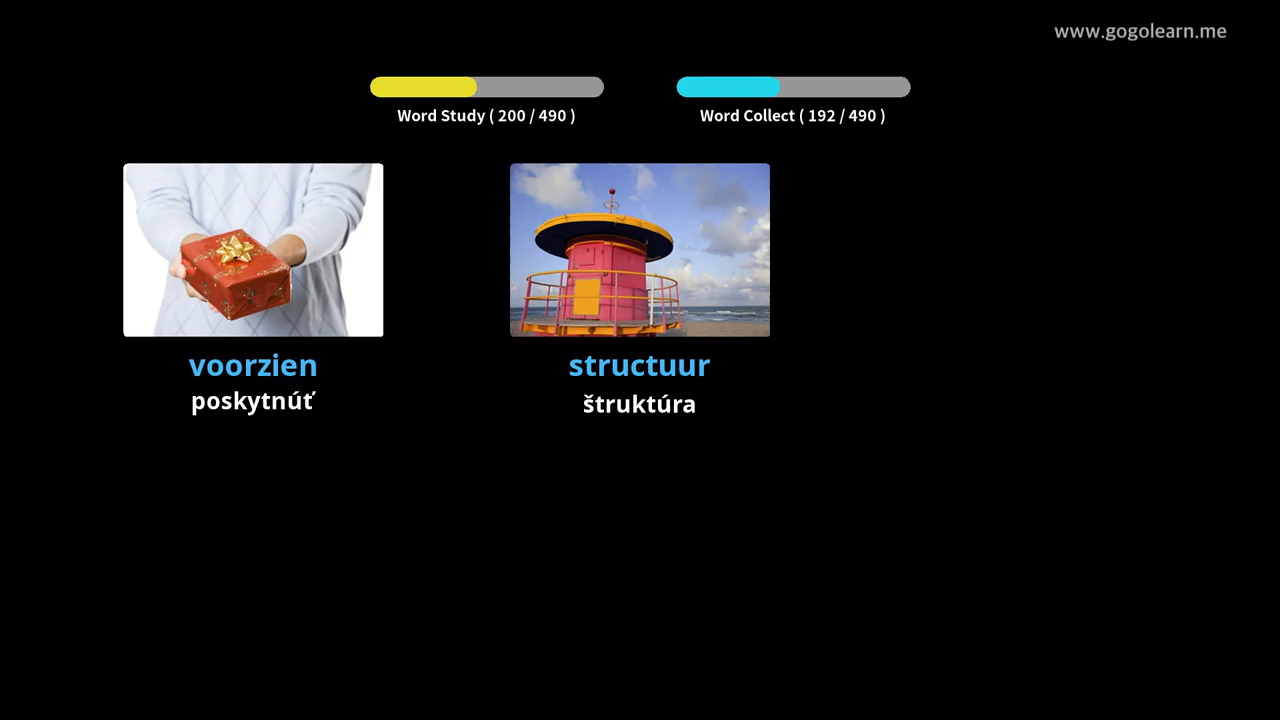 www.gogolearn.me
Word Study ( 200 / 490 )
Word Collect ( 192 / 490 )
voorzien
poskytnúť
structuur
štruktúra